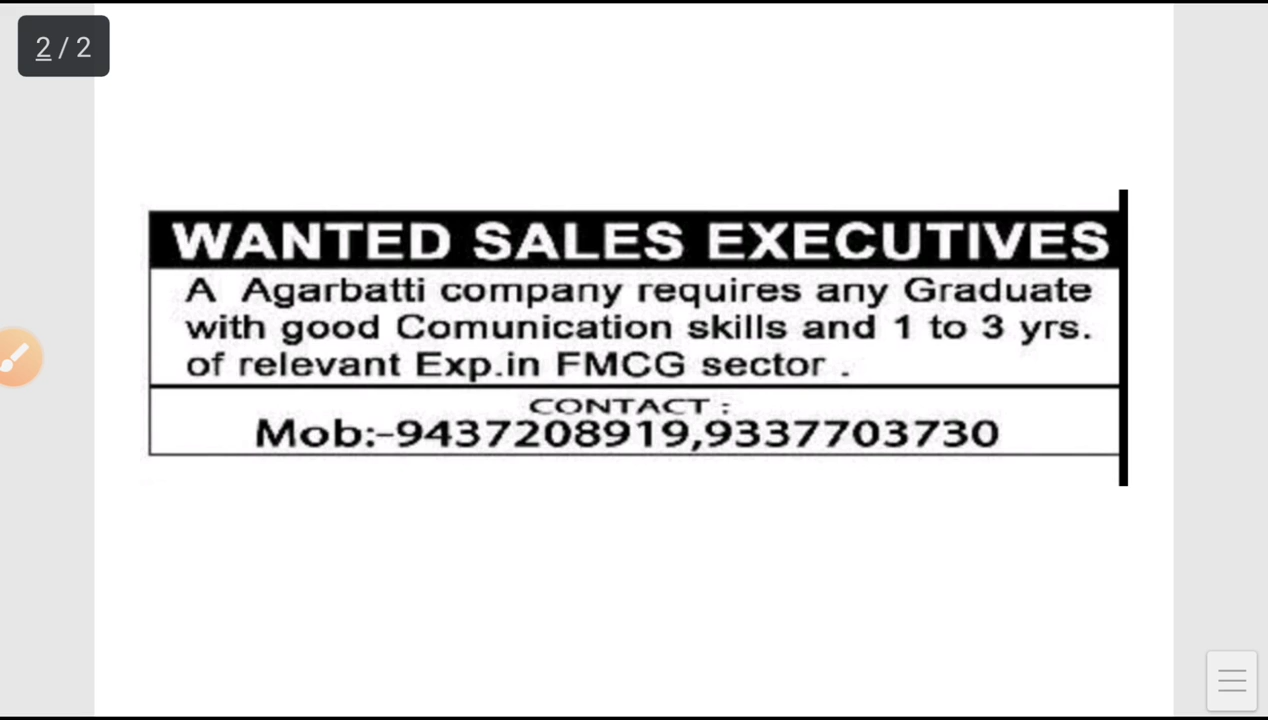 2 / 2
WANTED SALES EXECUTIVES
A Agarbatti company requires any Graduate
with good Comunication skills and 1 to 3 yrs.
of relevant Exp.in FMCG sector .
CONTACT :
Mob:-9437208919,9337703730